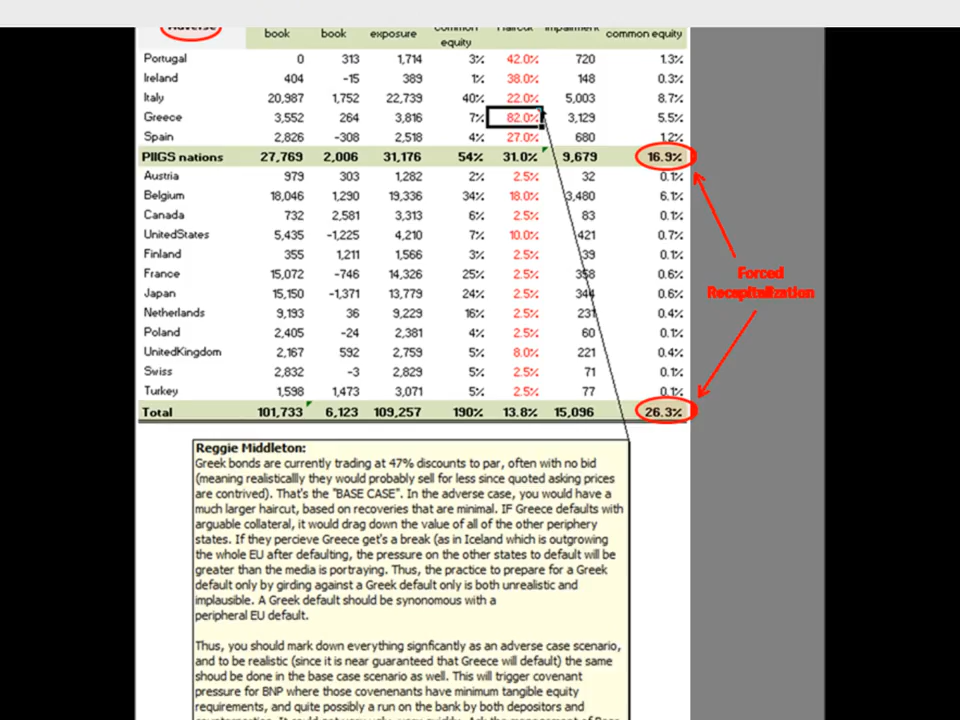 Adverse
book book exposure common equity Haircut Impairment common equity
Portugal 0 313 1,714 3% 42.0% 720 1.3%
Ireland 404 -15 389 1% 38.0% 148 0.3%
Italy 20,987 1,752 22,739 40% 22.0% 5,003 8.7%
Greece 3,552 264 3,816 7% 82.0% 3,129 5.5%
Spain 2,826 -308 2,518 4% 27.0% 680 1.2%
PIIGS nations 27,769 2,006 31,176 54% 31.0% 9,679 16.9%
Austria 979 303 1,282 2% 2.5% 32 0.1%
Belgium 18,046 1,290 19,336 34% 18.0% 3,480 6.1%
Canada 732 2,581 3,313 6% 2.5% 83 0.1%
UnitedStates 5,435 -1,225 4,210 7% 10.0% 421 0.7%
Finland 355 1,211 1,566 3% 2.5% 39 0.1%
France 15,072 -746 14,326 25% 2.5% 358 0.6%
Japan 15,150 -1,371 13,779 24% 2.5% 344 0.6%
Netherlands 9,193 36 9,229 16% 2.5% 231 0.4%
Poland 2,405 -24 2,381 4% 2.5% 60 0.1%
UnitedKingdom 2,167 592 2,759 5% 8.0% 221 0.4%
Swiss 2,832 -3 2,829 5% 2.5% 71 0.1%
Turkey 1,598 1,473 3,071 5% 2.5% 77 0.1%
Total 101,733 6,123 109,257 190% 13.8% 15,096 26.3%
Forced
Recapitalization
Reggie Middleton:
Greek bonds are currently trading at 47% discounts to par, often with no bid
(meaning realisticallly they would probably sell for less since quoted asking prices
are contrived). That's the "BASE CASE". In the adverse case, you would have a
much larger haircut, based on recoveries that are minimal. IF Greece defaults with
arguable collateral, it would drag down the value of all of the other periphery
states. If they percieve Greece get's a break (as in Iceland which is outgrowing
the whole EU after defaulting, the pressure on the other states to default will be
greater than the media is portraying. Thus, the practice to prepare for a Greek
default only by girding against a Greek default only is both unrealistic and
implausible. A Greek default should be synonomous with a
peripheral EU default.
Thus, you should mark down everything signficantly as an adverse case scenario,
and to be realistic (since it is near guaranteed that Greece will default) the same
shoud be done in the base case scenario as well. This will trigger covenant
pressure for BNP where those covenenants have minimum tangible equity
requirements, and quite possibly a run on the bank by both depositors and